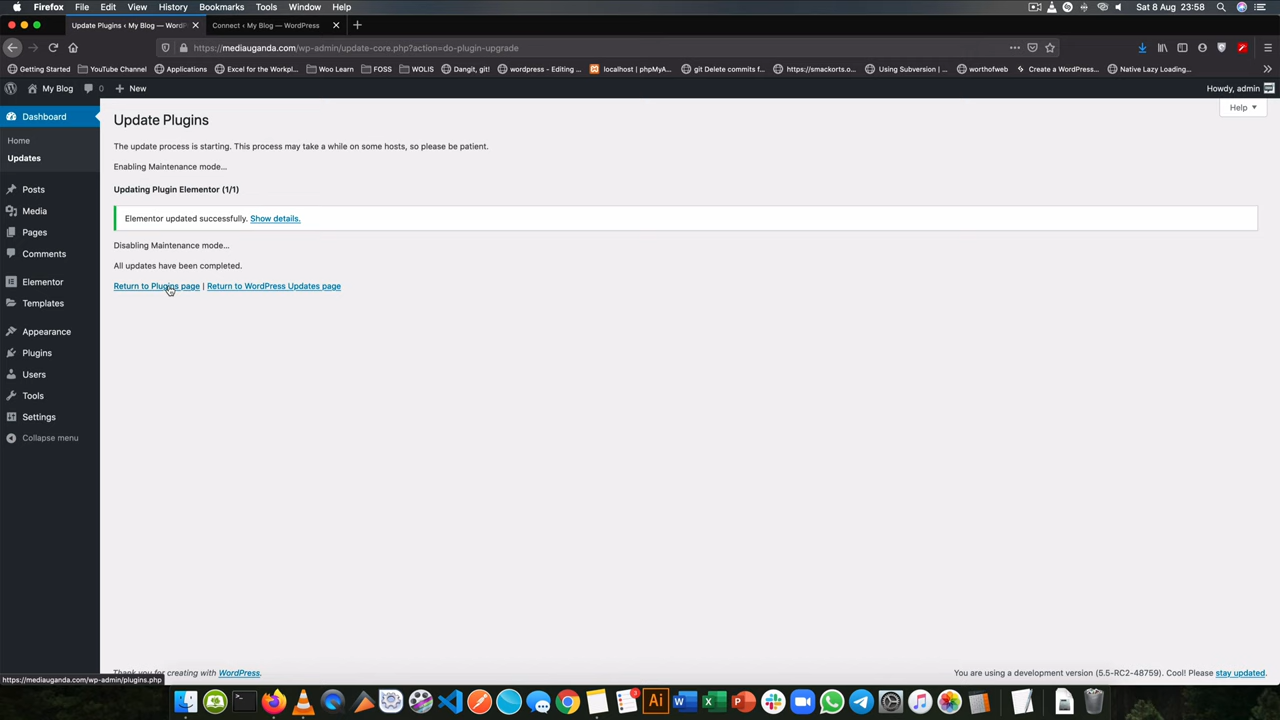 Firefox File Edit View History Bookmarks Tools Window Help Sat 8 Aug 23:58
Update Plugins ‹ My Blog — WordP Connect ‹ My Blog — WordPress
https://mediauganda.com/wp-admin/update-core.php?action=do-plugin-upgrade
Getting Started YouTube Channel Applications Excel for the Workpl... Woo Learn FOSS WOLIS Dangit, git! wordpress - Editing ... localhost | phpMyA... git Delete commits f... https://smackorts.o... Using Subversion | ... worthofweb Create a WordPress... Native Lazy Loading...
My Blog 0 New Howdy, admin
Help
Dashboard
Home
Updates
Posts
Media
Pages
Comments
Elementor
Templates
Appearance
Plugins
Users
Tools
Settings
Collapse menu
Update Plugins
The update process is starting. This process may take a while on some hosts, so please be patient.
Enabling Maintenance mode...
Updating Plugin Elementor (1/1)
Elementor updated successfully. Show details.
Disabling Maintenance mode...
All updates have been completed.
Return to Plugins page | Return to WordPress Updates page
Thank you for creating with WordPress. You are using a development version (5.5-RC2-48759). Cool! Please stay updated.
https://mediauganda.com/wp-admin/plugins.php
3 Ai W X P